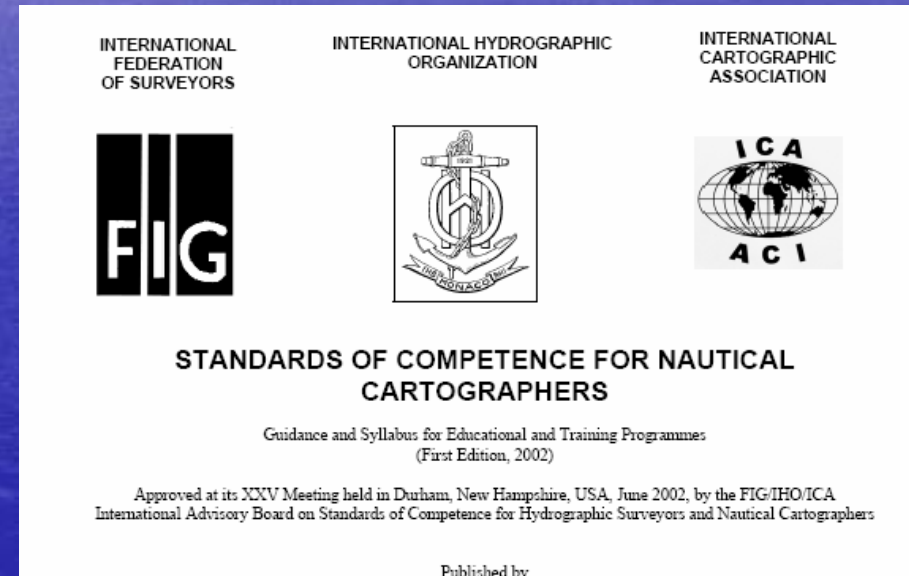 INTERNATIONAL
FEDERATION
OF SURVEYORS
INTERNATIONAL HYDROGRAPHIC
ORGANIZATION
INTERNATIONAL
CARTOGRAPHIC
ASSOCIATION
FIG
1921
MONACO
ICA
ACI
STANDARDS OF COMPETENCE FOR NAUTICAL
CARTOGRAPHERS
Guidance and Syllabus for Educational and Training Programmes
(First Edition, 2002)
Approved at its XXV Meeting held in Durham, New Hampshire, USA, June 2002, by the FIG/IHO/ICA
International Advisory Board on Standards of Competence for Hydrographic Surveyors and Nautical Cartographers
Published by